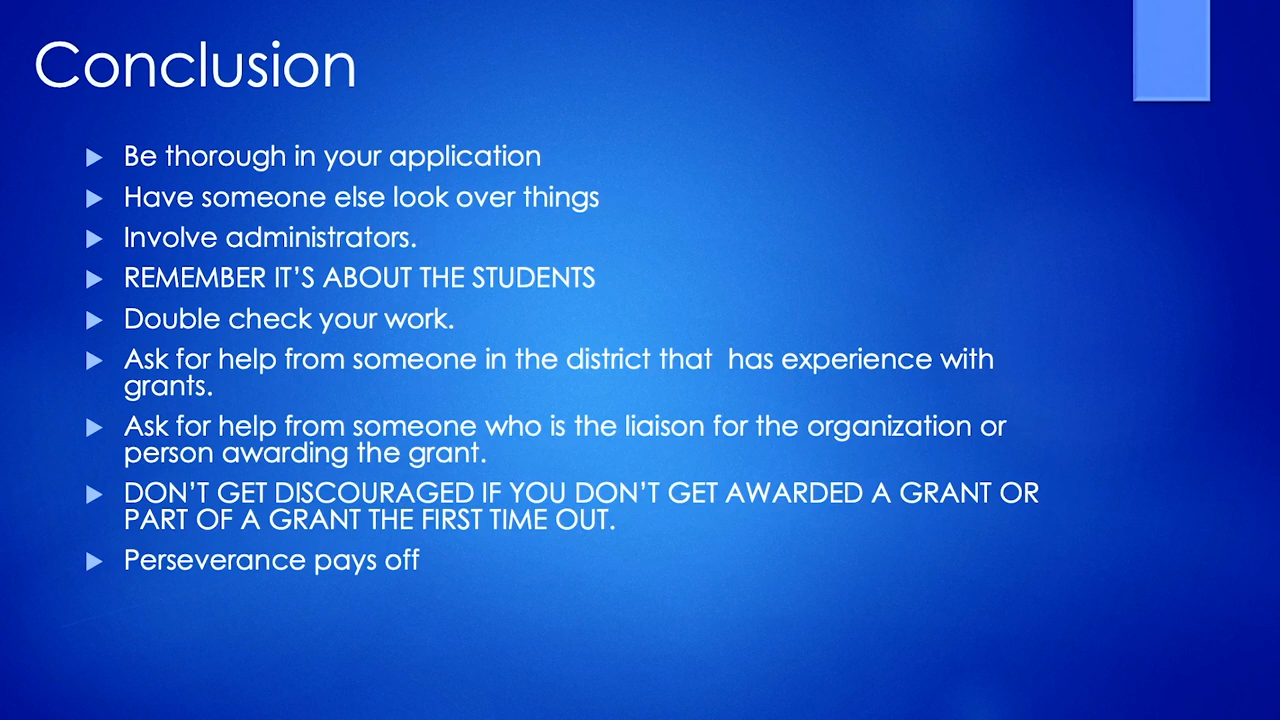 Conclusion
Be thorough in your application
Have someone else look over things
Involve administrators.
REMEMBER IT'S ABOUT THE STUDENTS
Double check your work.
Ask for help from someone in the district that  has experience with
grants.
Ask for help from someone who is the liaison for the organization or
person awarding the grant.
DON'T GET DISCOURAGED IF YOU DON'T GET AWARDED A GRANT OR
PART OF A GRANT THE FIRST TIME OUT.
Perseverance pays off